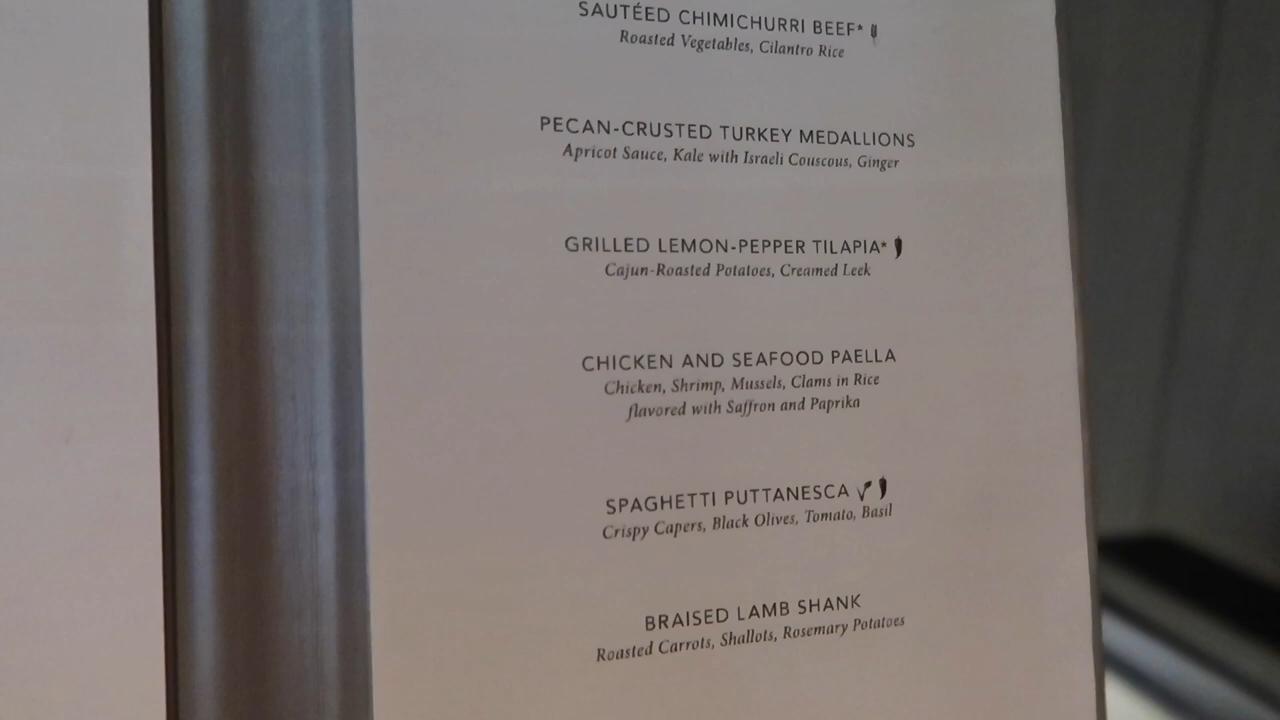 SAUTÉED CHIMICHURRI BEEF*
Roasted Vegetables, Cilantro Rice
PECAN-CRUSTED TURKEY MEDALLIONS
Apricot Sauce, Kale with Israeli Couscous, Ginger
GRILLED LEMON-PEPPER TILAPIA*
Cajun-Roasted Potatoes, Creamed Leek
CHICKEN AND SEAFOOD PAELLA
Chicken, Shrimp, Mussels, Clams in Rice
flavored with Saffron and Paprika
SPAGHETTI PUTTANESCA
Crispy Capers, Black Olives, Tomato, Basil
BRAISED LAMB SHANK
Roasted Carrots, Shallots, Rosemary Potatoes